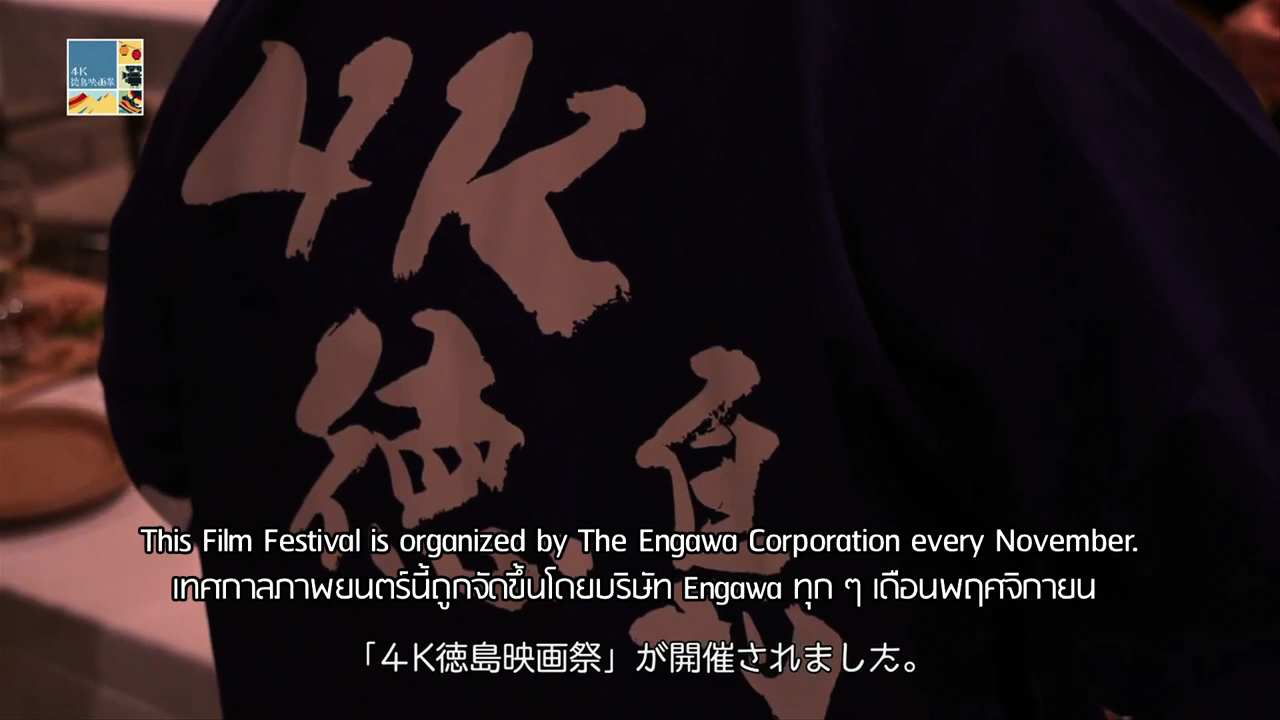 4K
徳島映画祭
4K
徳島
This Film Festival is organized by The Engawa Corporation every November.
เทศกาลภาพยนตร์นี้ถูกจัดขึ้นโดยบริษัท Engawa ทุก ๆ เดือนพฤศจิกายน
「４Ｋ徳島映画祭」が開催されました。